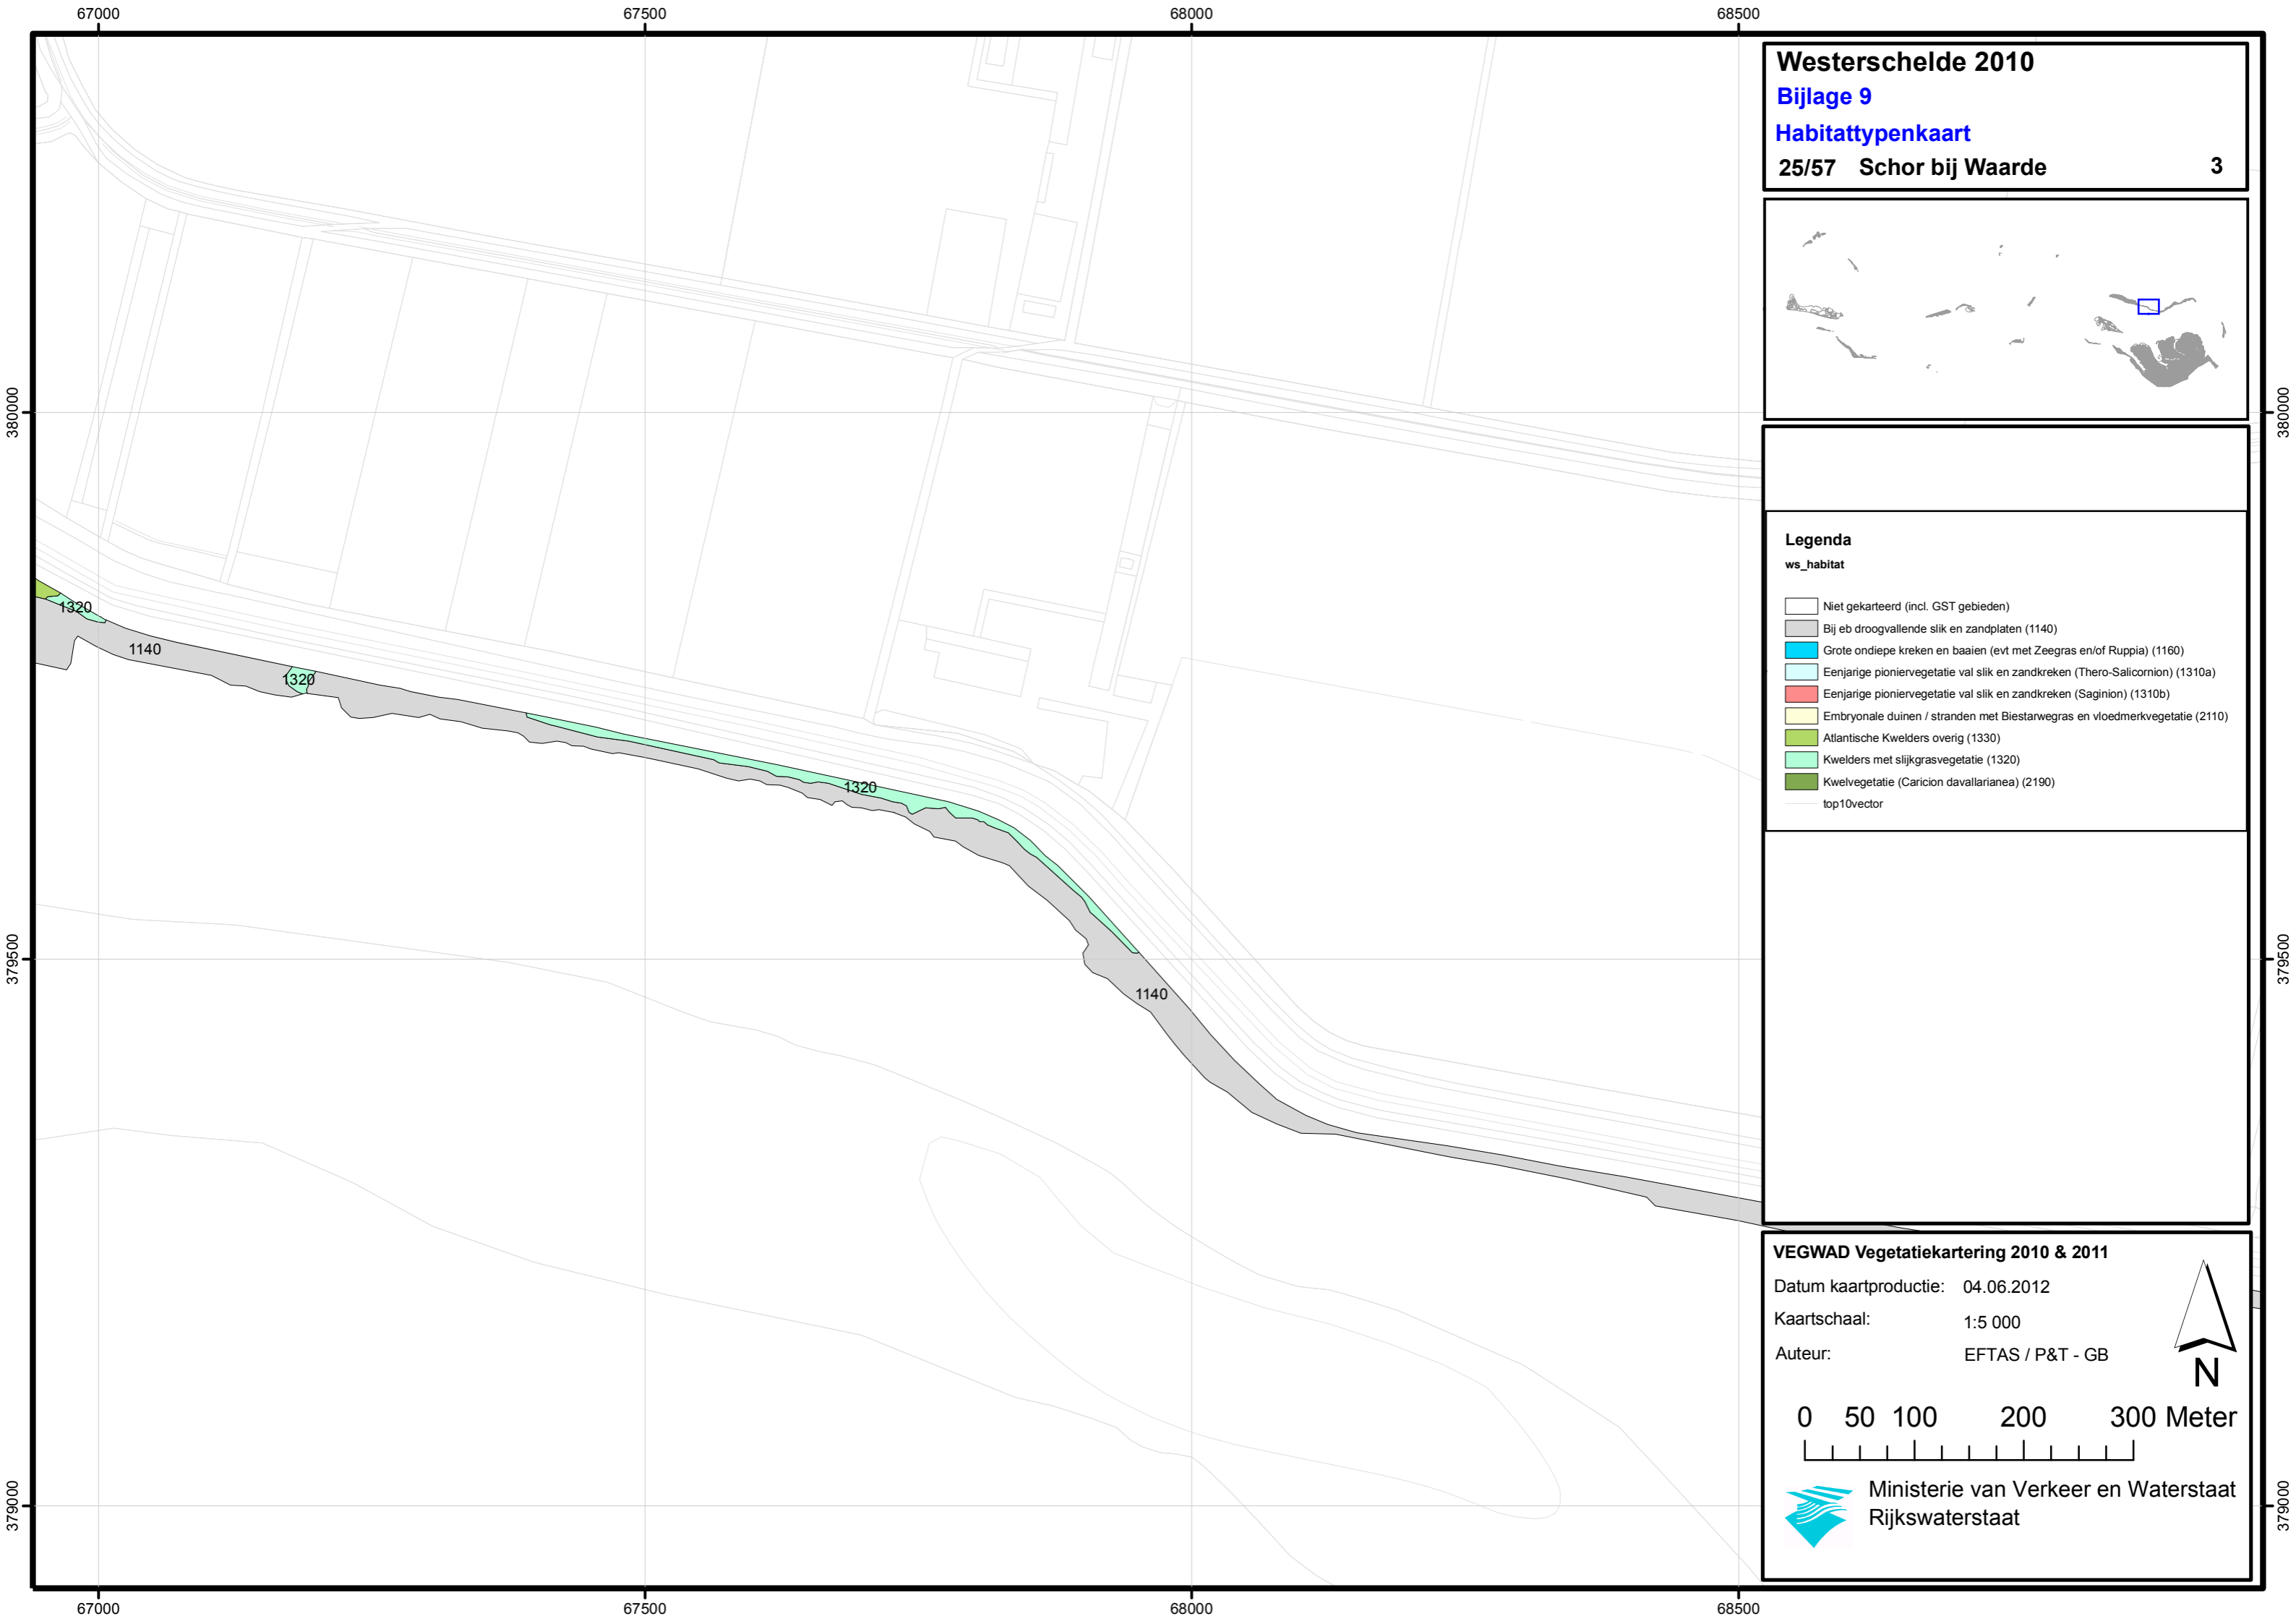 67000 67500 68000 68500
Westerschelde 2010
Bijlage 9
Habitattypenkaart
25/57 Schor bij Waarde 3
380000 380000
Legenda
ws_habitat
Niet gekarteerd (incl. GST gebieden)
Bij eb droogvallende slik en zandplaten (1140)
Grote ondiepe kreken en baaien (evt met Zeegras en/of Ruppia) (1160)
Eenjarige pioniervegetatie val slik en zandkreken (Thero-Salicornion) (1310a)
Eenjarige pioniervegetatie val slik en zandkreken (Saginion) (1310b)
Embryonale duinen / stranden met Biestarwegras en vloedmerkvegetatie (2110)
Atlantische Kwelders overig (1330)
Kwelders met slijkgrasvegetatie (1320)
Kwelvegetatie (Caricion davallarianea) (2190)
top10vector
1320
1140
1320
1320
379500 379500
1140
VEGWAD Vegetatiekartering 2010 & 2011
Datum kaartproductie: 04.06.2012
Kaartschaal: 1:5 000
Auteur: EFTAS / P&T - GB
N
0 50 100 200 300 Meter
Ministerie van Verkeer en Waterstaat
Rijkswaterstaat
379000 379000
67000 67500 68000 68500